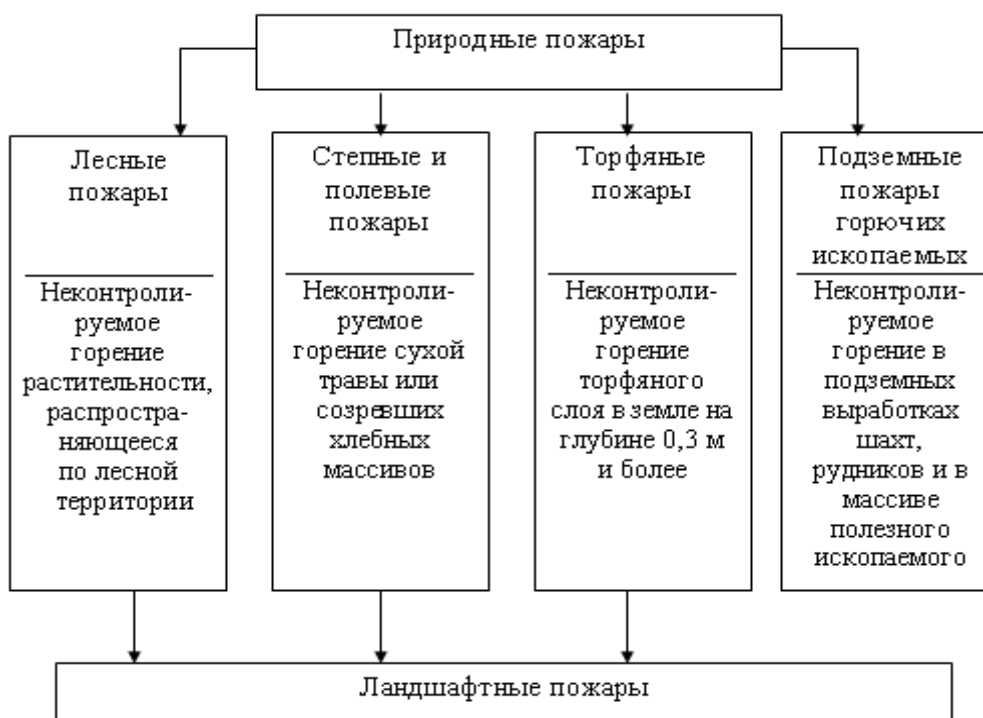 Природные пожары
Лесные
пожары
Неконтроли-
руемое
горение
растительности,
распростра-
няющееся
по лесной
территории
Степные и
полевые
пожары
Неконтроли-
руемое
горение сухой
травы или
созревших
хлебных
массивов
Торфяные
пожары
Неконтроли-
руемое
горение
торфяного
слоя в земле на
глубине 0,3 м
и более
Подземные
пожары
горючих
ископаемых
Неконтроли-
руемое
горение в
подземных
выработках
шахт,
рудников и в
массиве
полезного
ископаемого
Ландшафтные пожары